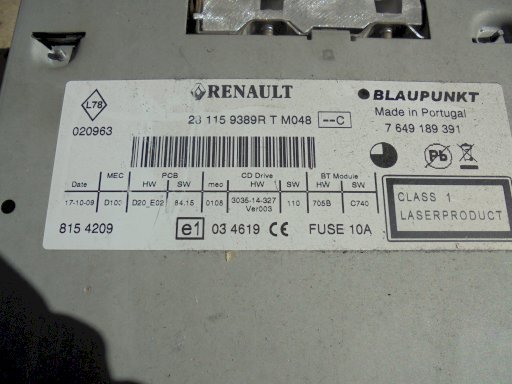 L78
RENAULT
BLAUPUNKT
020963
28 115 9389R T M048 --C
Made in Portugal
7 649 189 391
MEC PCB CD Drive BT Module
Date HW SW mec HW SW HW SW
17-10-09 D100 D20_E02 84.15 0108 3036-14-327 Ver003 110 705B C740
Pb
CLASS 1
LASERPRODUCT
815 4209 e1 03 4619 CE FUSE 10A